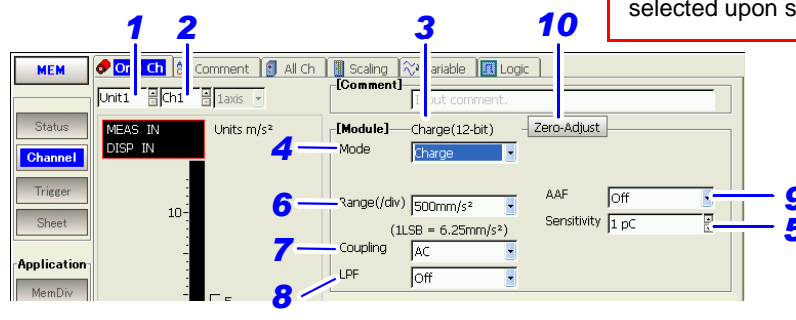 selected upon s
1 2 3 10
MEM
Comment
All Ch
Scaling
Variable
Logic
Unit1
Ch1
1axis
[Comment]
Input comment.
Status
Channel
Trigger
Sheet
Application
MemDiv
MEAS IN
DISP IN
Units m/s²
10-
5
[Module] Charge(12-bit)
Zero-Adjust
4 Mode Charge
6 Range(/div) 500mm/s²
(1LSB = 6.25mm/s²)
7 Coupling AC
8 LPF Off
AAF Off 9
Sensitivity 1 pC 5